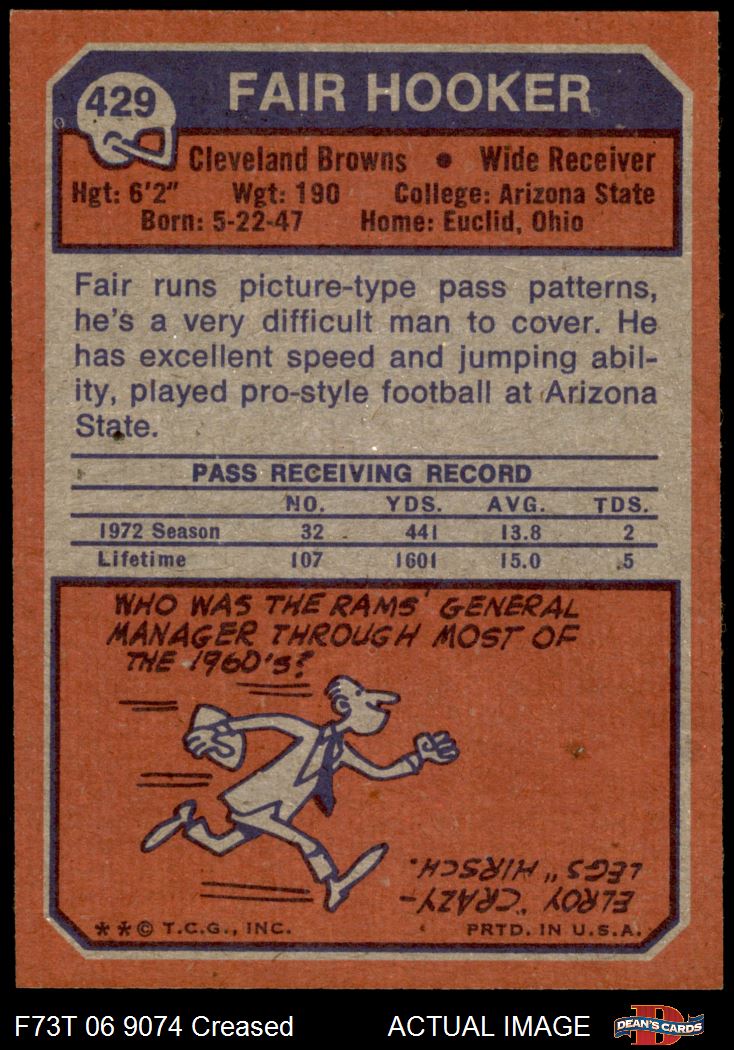 429
FAIR HOOKER
Cleveland Browns • Wide Receiver
Hgt: 6'2" Wgt: 190 College: Arizona State
Born: 5-22-47 Home: Euclid, Ohio
Fair runs picture-type pass patterns,
he's a very difficult man to cover. He
has excellent speed and jumping abil-
ity, played pro-style football at Arizona
State.
PASS RECEIVING RECORD
NO. YDS. AVG. TDS.
1972 Season 32 441 13.8 2
Lifetime 107 1601 15.0 5
WHO WAS THE RAMS' GENERAL
MANAGER THROUGH MOST OF
THE 1960's?
ELROY "CRAZY-
LEGS" HIRSCH.
**© T.C.G., INC. PRTD. IN U.S.A.
F73T 06 9074 Creased ACTUAL IMAGE
D
DEAN'S CARDS